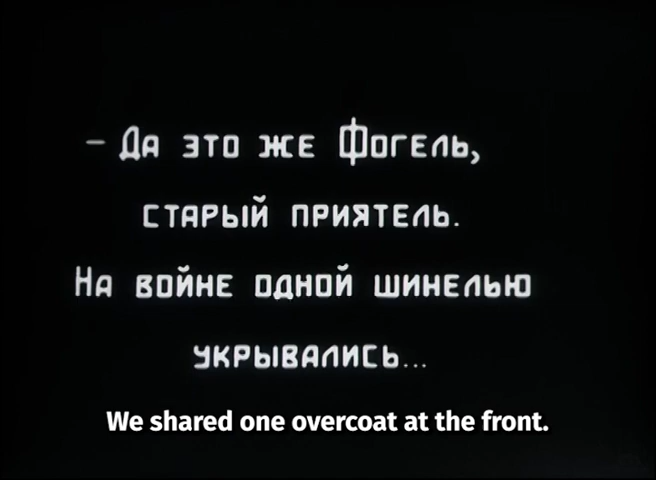 – Да это же Фогель,
старый приятель.
На войне одной шинелью
укрывались...
We shared one overcoat at the front.